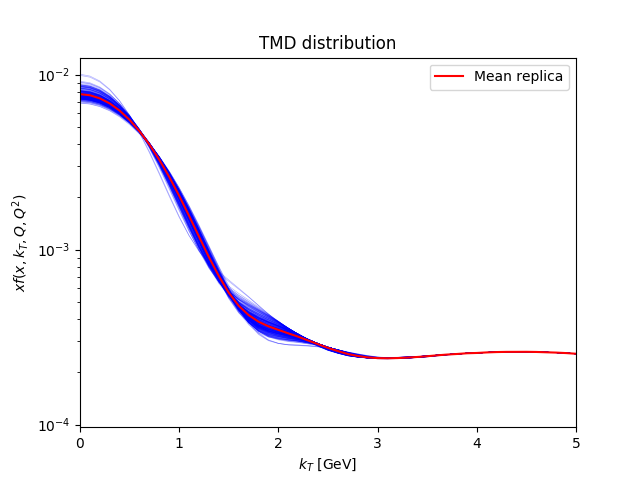 TMD distribution
Mean replica
xf(x, k_T, Q, Q^2)
10^{-2}
10^{-3}
10^{-4}
0 1 2 3 4 5
k_T [GeV]